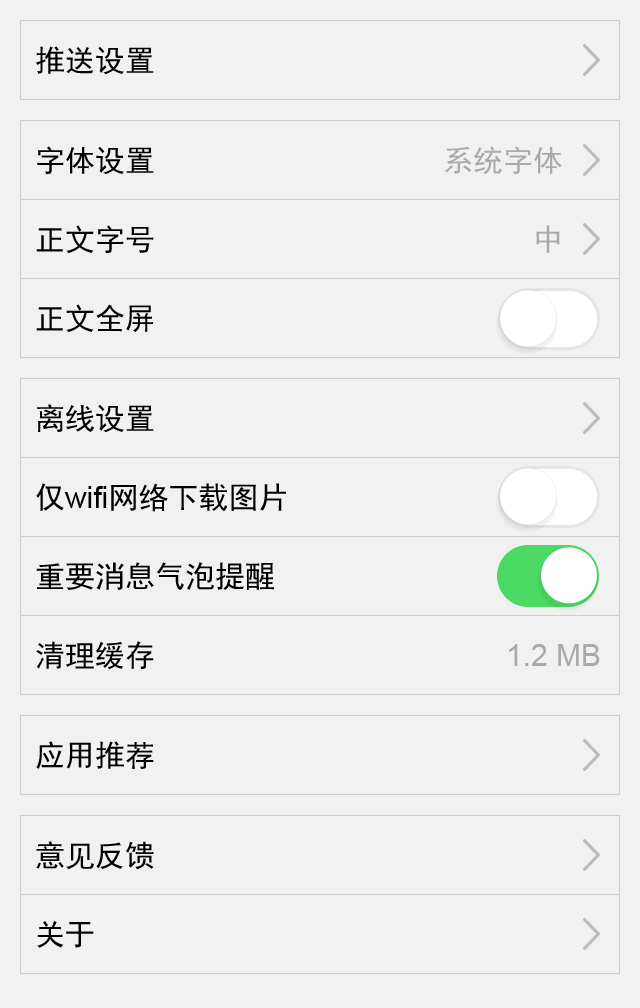 推送设置
字体设置 系统字体
正文字号 中
正文全屏
离线设置
仅wifi网络下载图片
重要消息气泡提醒
清理缓存 1.2 MB
应用推荐
意见反馈
关于